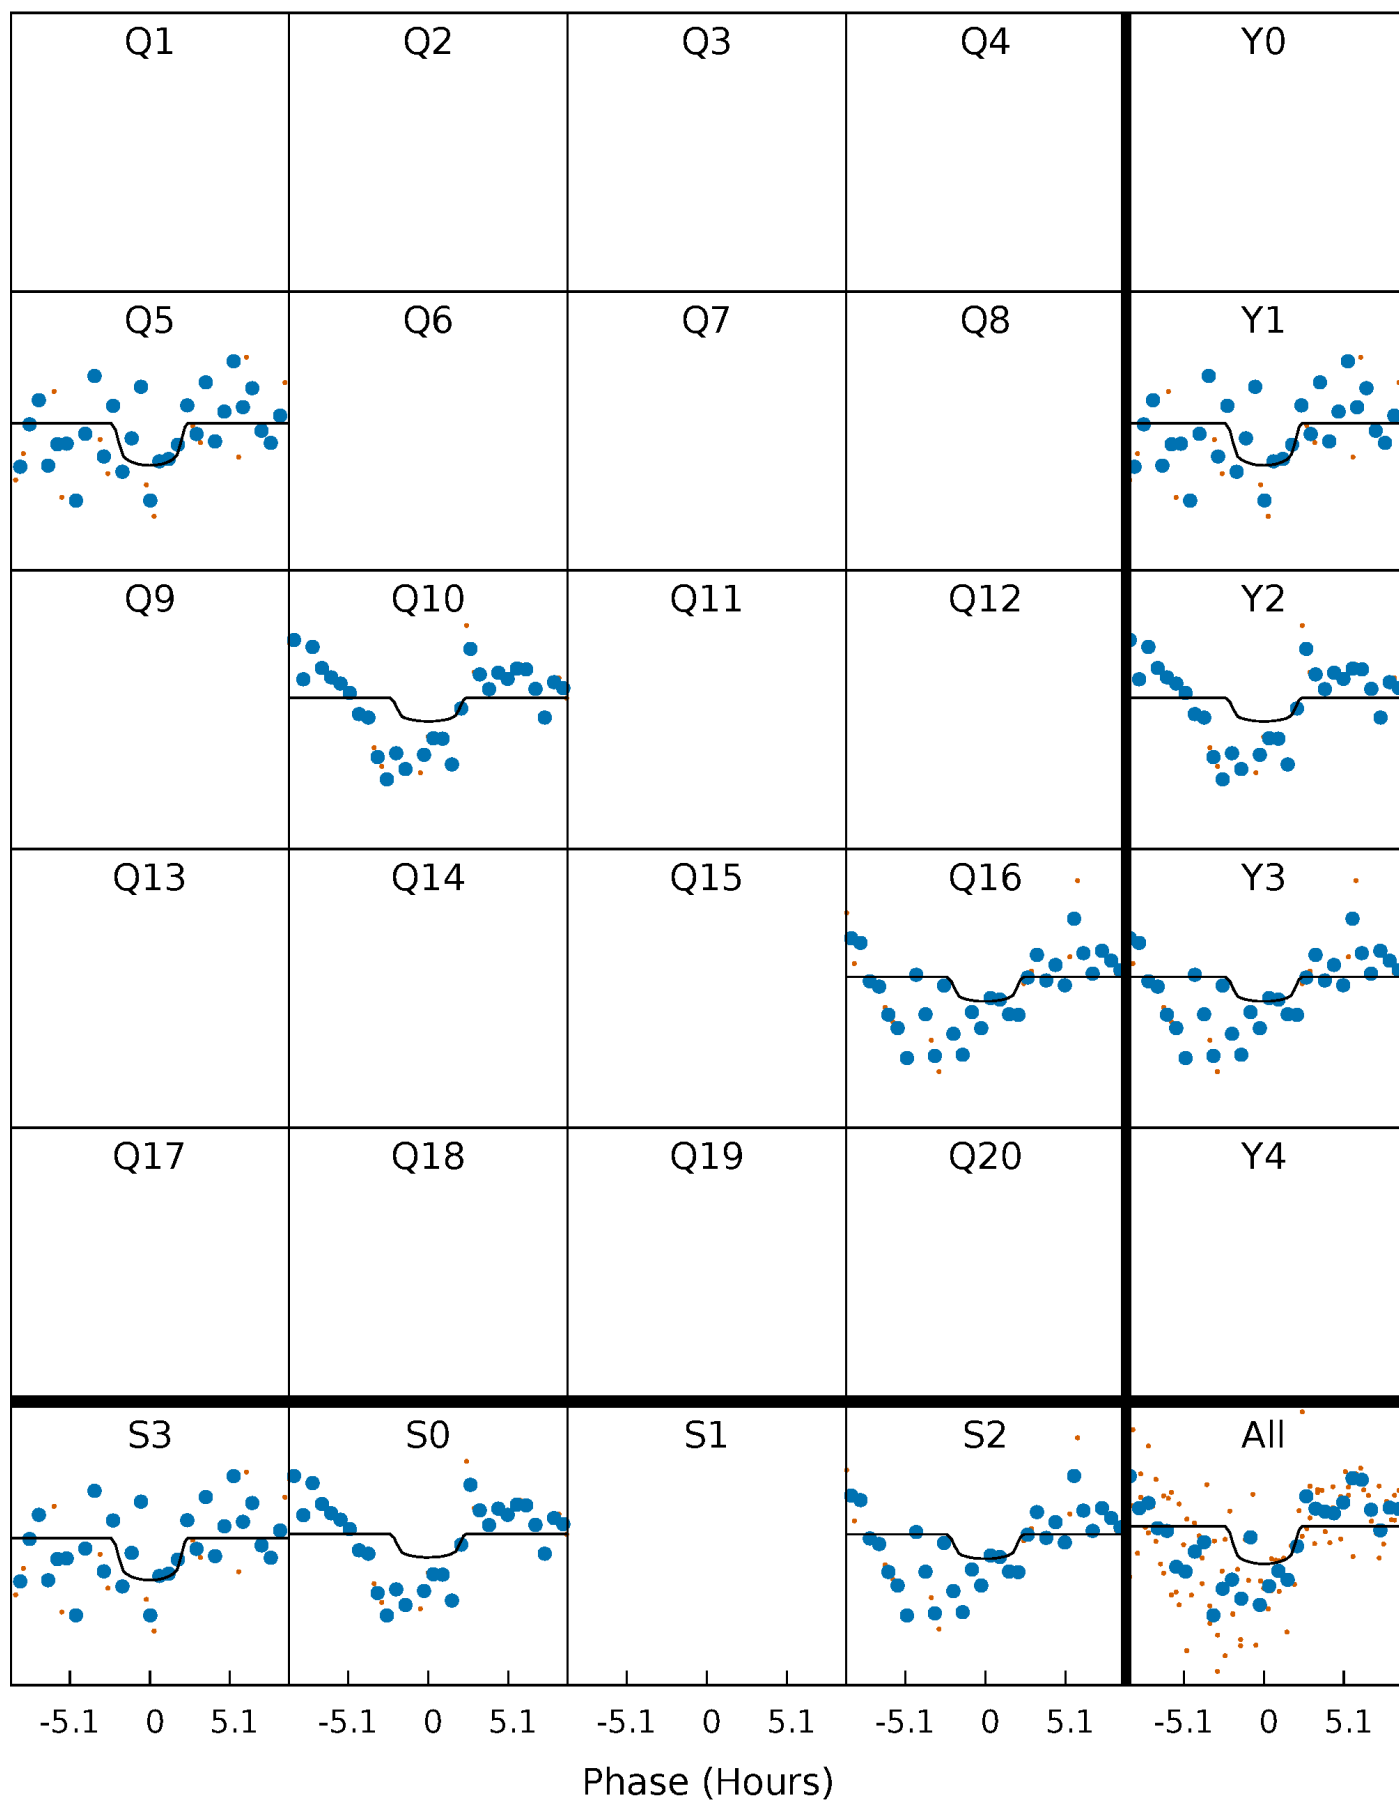 Q1 Q2 Q3 Q4 Y0
Q5 Q6 Q7 Q8 Y1
Q9 Q10 Q11 Q12 Y2
Q13 Q14 Q15 Q16 Y3
Q17 Q18 Q19 Q20 Y4
S3 S0 S1 S2 All
-5.1 0 5.1 -5.1 0 5.1 -5.1 0 5.1 -5.1 0 5.1 -5.1 0 5.1
Phase (Hours)